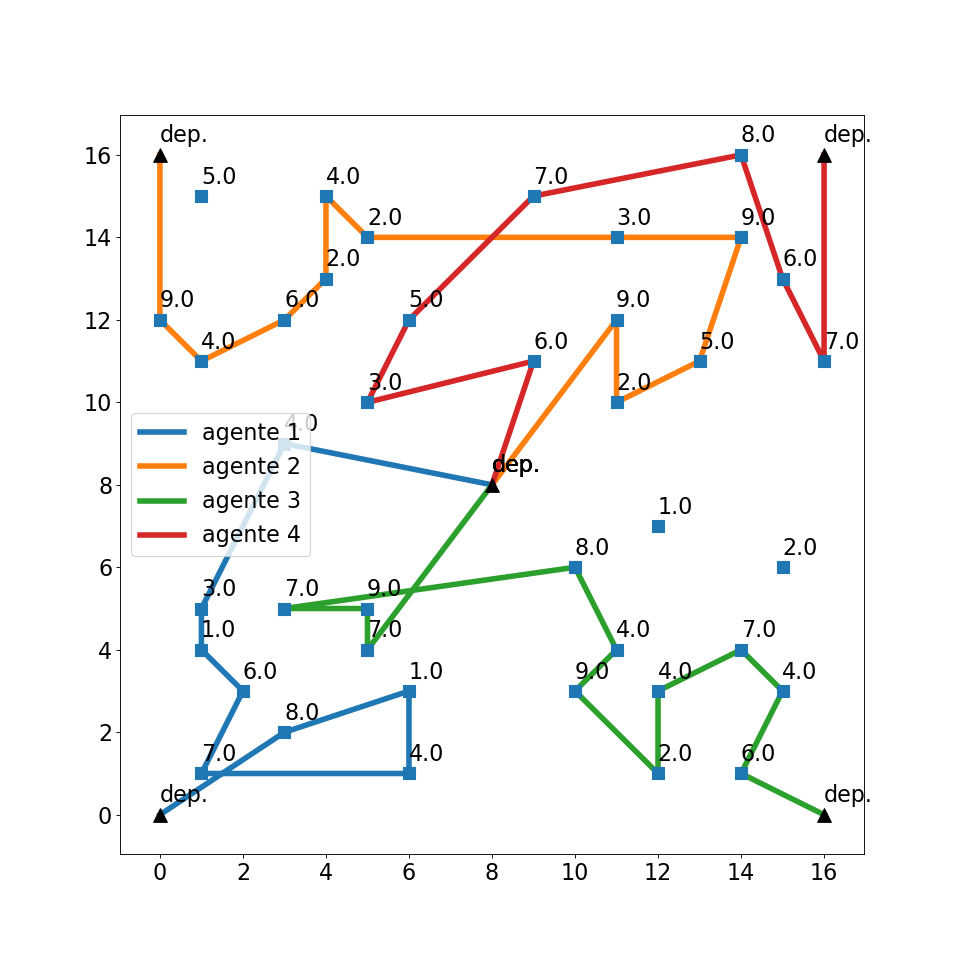 8.0
dep. dep.
16
5.0 4.0 7.0
2.0 3.0 9.0
14
2.0 6.0
9.0 6.0 5.0 9.0
12
4.0 6.0 5.0 7.0
3.0 2.0
10
4.0
agente 1
agente 2
agente 3
agente 4
dep.
8
1.0
8.0 2.0
6
3.0 7.0 9.0
1.0 7.0 4.0 7.0
4
6.0 1.0 9.0 4.0 4.0
8.0
2
7.0 4.0 2.0 6.0
dep. dep.
0
0 2 4 6 8 10 12 14 16